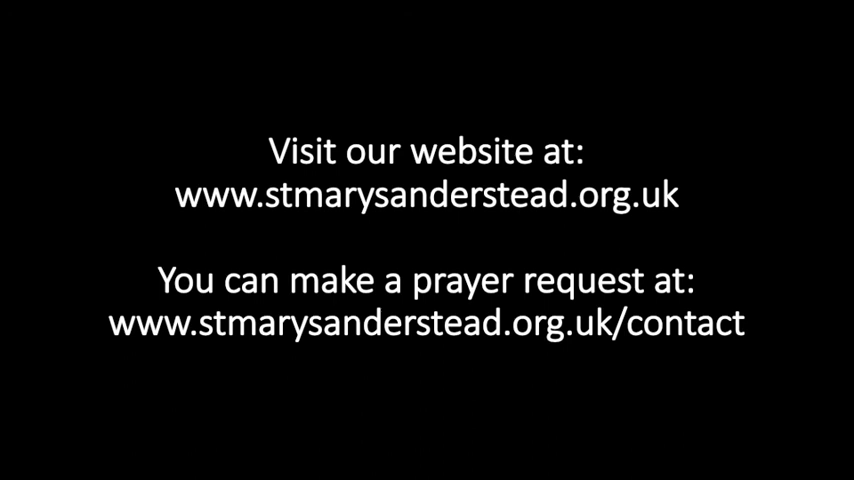 Visit our website at:
www.stmarysanderstead.org.uk
You can make a prayer request at:
www.stmarysanderstead.org.uk/contact